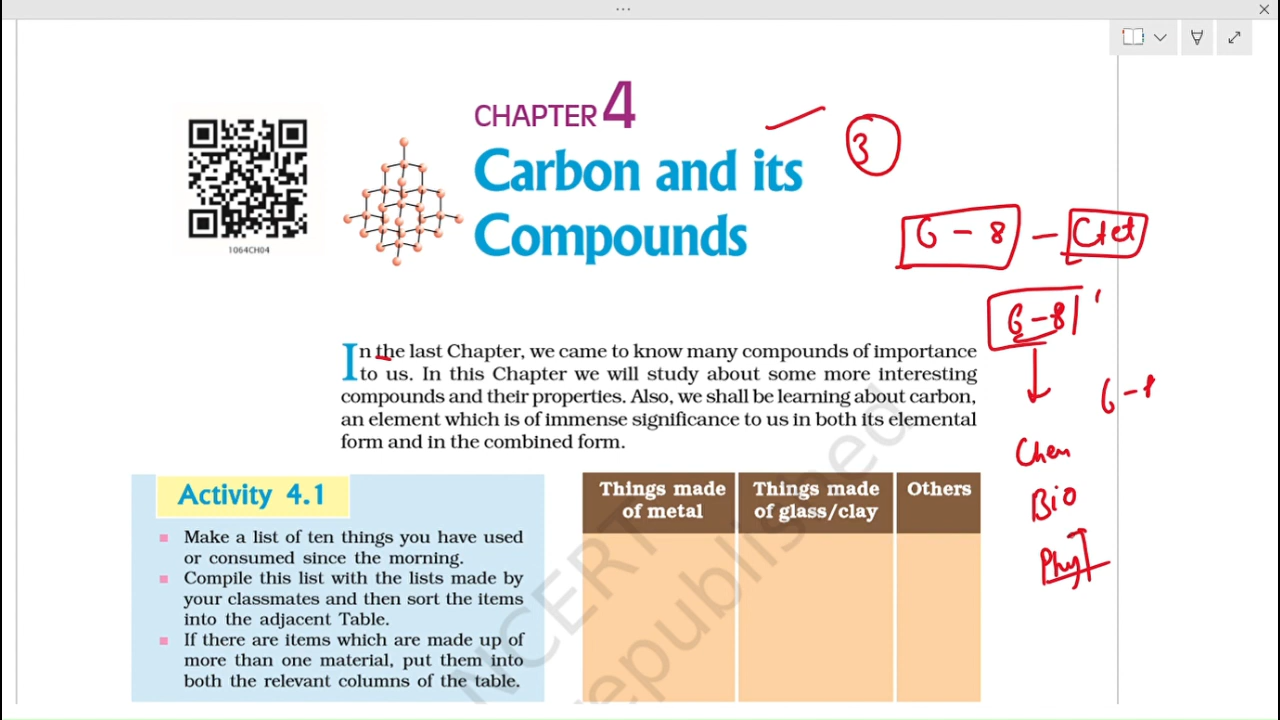 CHAPTER 4
Carbon and its
Compounds
1064CH04
3
6 - 8 - Ctet
6-8
6-8
Chem
Bio
Phy
In the last Chapter, we came to know many compounds of importance
to us. In this Chapter we will study about some more interesting
compounds and their properties. Also, we shall be learning about carbon,
an element which is of immense significance to us in both its elemental
form and in the combined form.
Activity 4.1
Make a list of ten things you have used
or consumed since the morning.
Compile this list with the lists made by
your classmates and then sort the items
into the adjacent Table.
If there are items which are made up of
more than one material, put them into
both the relevant columns of the table.
Things made
of metal
Things made
of glass/clay
Others
NCERT
republished